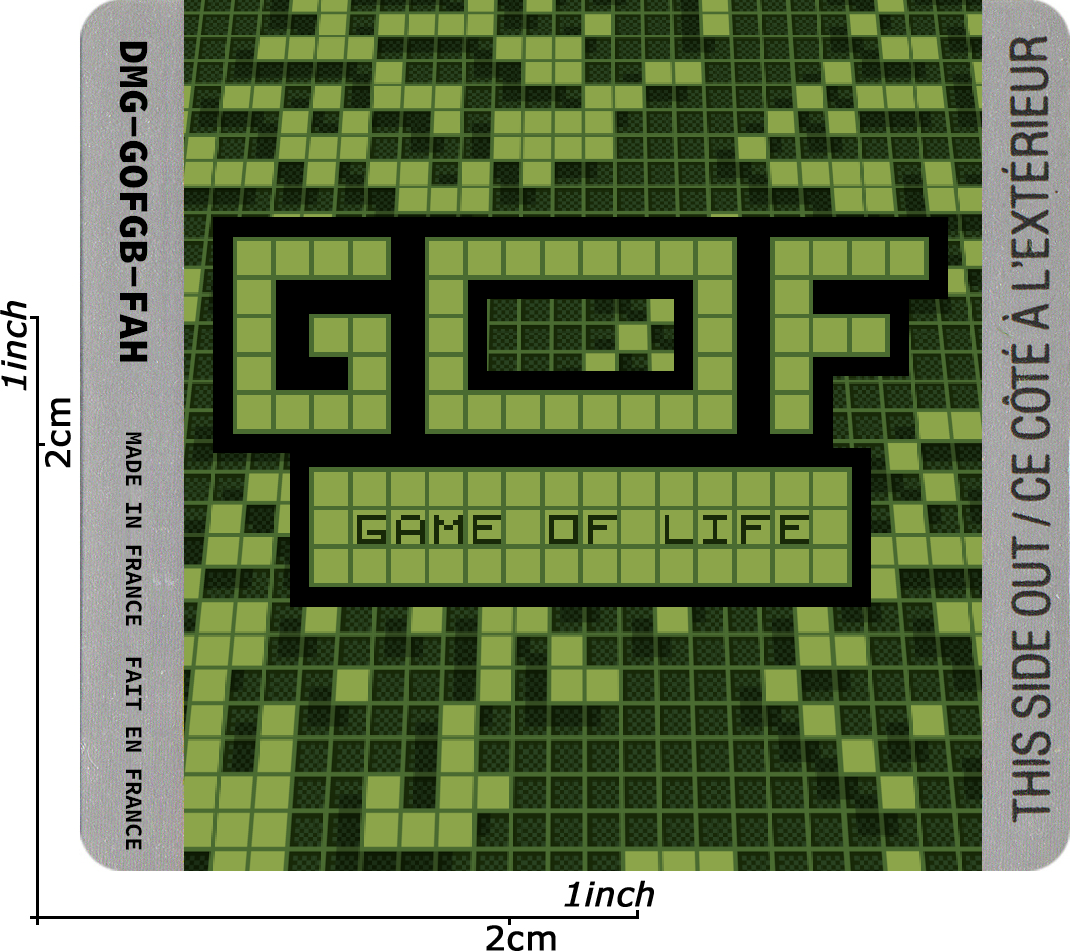 DMG-GOFGB-FAH
MADE IN FRANCE FAIT EN FRANCE
GOF
GAME OF LIFE
THIS SIDE OUT / CE CÔTÉ À L'EXTÉRIEUR
1inch
2cm
1inch
2cm